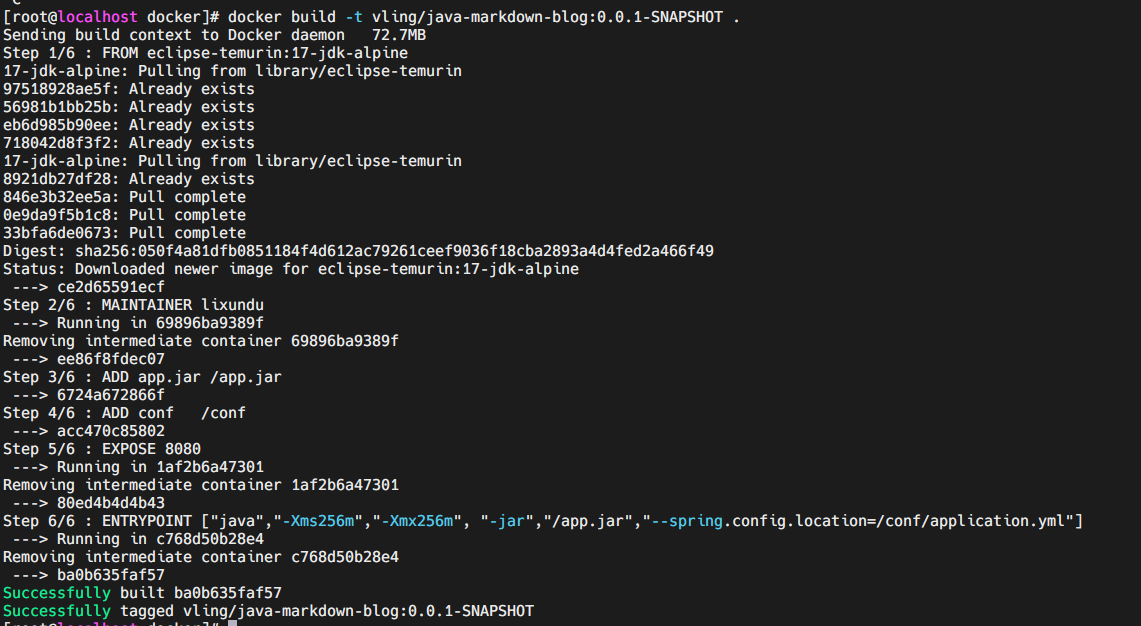 [root@localhost docker]# docker build -t vling/java-markdown-blog:0.0.1-SNAPSHOT .
Sending build context to Docker daemon   72.7MB
Step 1/6 : FROM eclipse-temurin:17-jdk-alpine
17-jdk-alpine: Pulling from library/eclipse-temurin
97518928ae5f: Already exists
56981b1bb25b: Already exists
eb6d985b90ee: Already exists
718042d8f3f2: Already exists
17-jdk-alpine: Pulling from library/eclipse-temurin
8921db27df28: Already exists
846e3b32ee5a: Pull complete
0e9da9f5b1c8: Pull complete
33bfa6de0673: Pull complete
Digest: sha256:050f4a81dfb0851184f4d612ac79261ceef9036f18cba2893a4d4fed2a466f49
Status: Downloaded newer image for eclipse-temurin:17-jdk-alpine
 ---> ce2d65591ecf
Step 2/6 : MAINTAINER lixundu
 ---> Running in 69896ba9389f
Removing intermediate container 69896ba9389f
 ---> ee86f8fdec07
Step 3/6 : ADD app.jar /app.jar
 ---> 6724a672866f
Step 4/6 : ADD conf   /conf
 ---> acc470c85802
Step 5/6 : EXPOSE 8080
 ---> Running in 1af2b6a47301
Removing intermediate container 1af2b6a47301
 ---> 80ed4b4d4b43
Step 6/6 : ENTRYPOINT ["java","-Xms256m","-Xmx256m", "-jar","/app.jar","--spring.config.location=/conf/application.yml"]
 ---> Running in c768d50b28e4
Removing intermediate container c768d50b28e4
 ---> ba0b635faf57
Successfully built ba0b635faf57
Successfully tagged vling/java-markdown-blog:0.0.1-SNAPSHOT
[root@localhost docker]#